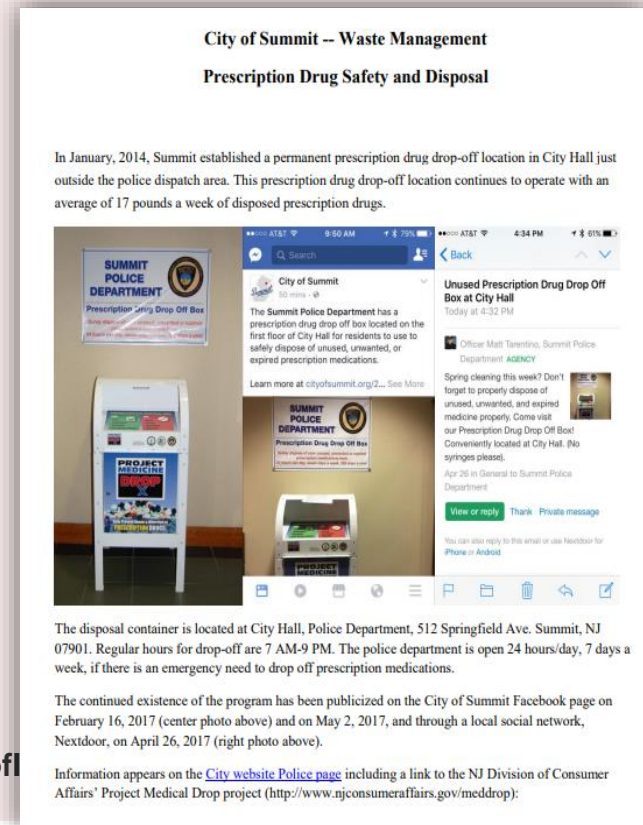 City of Summit -- Waste Management
Prescription Drug Safety and Disposal
In January, 2014, Summit established a permanent prescription drug drop-off location in City Hall just
outside the police dispatch area. This prescription drug drop-off location continues to operate with an
average of 17 pounds a week of disposed prescription drugs.
SUMMIT
POLICE
DEPARTMENT
Prescription Drug Drop Off Box
PROJECT
MEDICINE
DROP
PRESCRIPTION DRUGS
AT&T 9:50 AM 79%
Search
City of Summit
50 mins
The Summit Police Department has a
prescription drug drop off box located on the
first floor of City Hall for residents to use to
safely dispose of unused, unwanted, or
expired prescription medications.
Learn more at cityofsummit.org/2... See More
SUMMIT
POLICE
DEPARTMENT
Prescription Drug Drop Off Box
PROJECT
MEDICINE
AT&T 4:34 PM 61%
Back
Unused Prescription Drug Drop Off
Box at City Hall
Today at 4:32 PM
Officer Matt Tarentino, Summit Police
Department AGENCY
Spring cleaning this week? Don't
forget to properly dispose of
unused, unwanted, and expired
medicine properly. Come visit
our Prescription Drug Drop Off Box!
Conveniently located at City Hall. (No
syringes please).
Apr 26 in General to Summit Police
Department
View or reply Thank Private message
You can also reply to this email or use Nextdoor for
iPhone or Android
The disposal container is located at City Hall, Police Department, 512 Springfield Ave. Summit, NJ
07901. Regular hours for drop-off are 7 AM-9 PM. The police department is open 24 hours/day, 7 days a
week, if there is an emergency need to drop off prescription medications.
The continued existence of the program has been publicized on the City of Summit Facebook page on
February 16, 2017 (center photo above) and on May 2, 2017, and through a local social network,
Nextdoor, on April 26, 2017 (right photo above).
Information appears on the City website Police page including a link to the NJ Division of Consumer
Affairs' Project Medical Drop project (http://www.njconsumeraffairs.gov/meddrop):